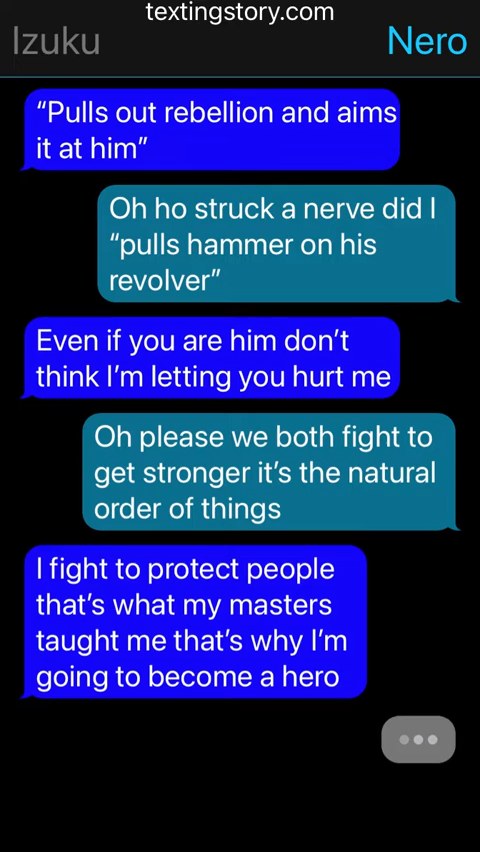 textingstory.com
Izuku
Nero
“Pulls out rebellion and aims
it at him”
Oh ho struck a nerve did I
“pulls hammer on his
revolver”
Even if you are him don’t
think I’m letting you hurt me
Oh please we both fight to
get stronger it’s the natural
order of things
I fight to protect people
that’s what my masters
taught me that’s why I’m
going to become a hero